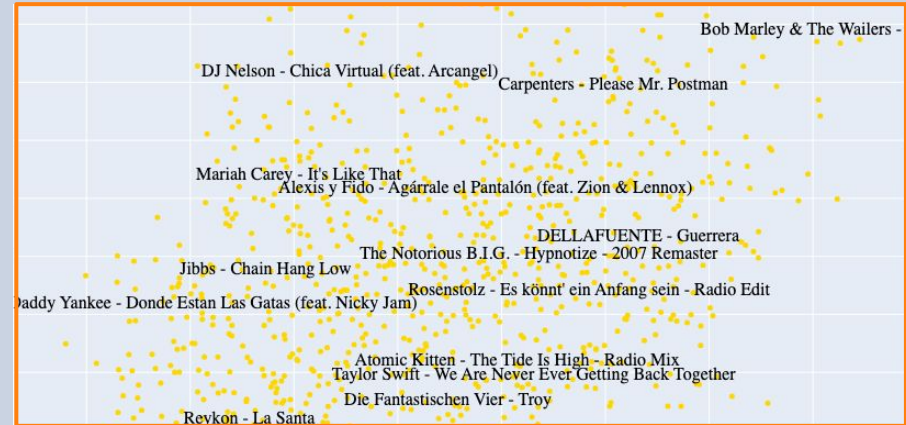 Bob Marley & The Wailers -
DJ Nelson - Chica Virtual (feat. Arcangel)
Carpenters - Please Mr. Postman
Mariah Carey - It's Like That
Alexis y Fido - Agárrale el Pantalón (feat. Zion & Lennox)
DELLAFUENTE - Guerrera
The Notorious B.I.G. - Hypnotize - 2007 Remaster
Jibbs - Chain Hang Low
Rosenstolz - Es könnt' ein Anfang sein - Radio Edit
Daddy Yankee - Donde Estan Las Gatas (feat. Nicky Jam)
Atomic Kitten - The Tide Is High - Radio Mix
Taylor Swift - We Are Never Ever Getting Back Together
Die Fantastischen Vier - Troy
Reykon - La Santa